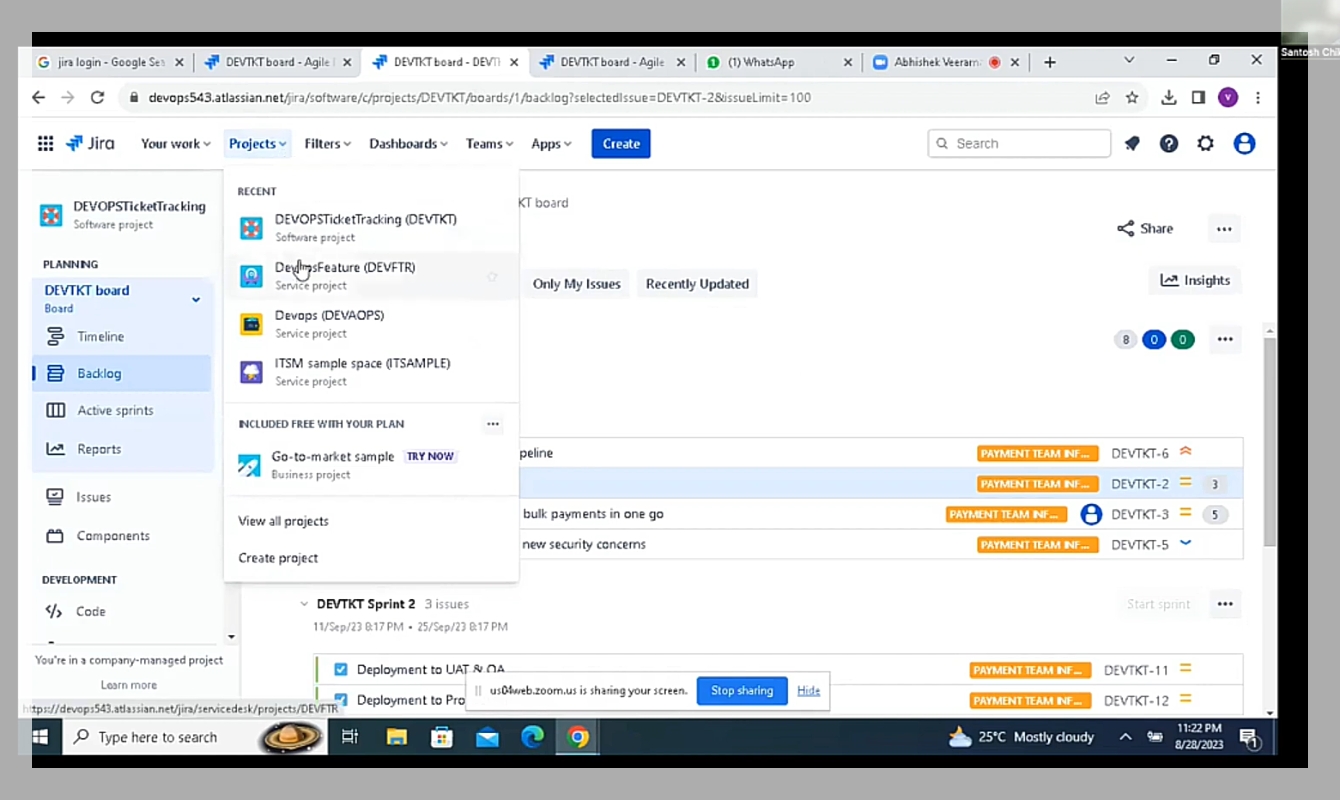 Santosh Chik
jira login - Google Se
DEVTKT board - Agile
DEVTKT board - DEVT
DEVTKT board - Agile
(1) WhatsApp
Abhishek Veeram
devops543.atlassian.net/jira/software/c/projects/DEVTKT/boards/1/backlog?selectedIssue=DEVTKT-2&issueLimit=100
V
Jira
Your work
Projects
Filters
Dashboards
Teams
Apps
Create
Search
DEVOPSTicketTracking
Software project
PLANNING
DEVTKT board
Board
Timeline
Backlog
Active sprints
Reports
Issues
Components
DEVELOPMENT
Code
You're in a company-managed project
Learn more
RECENT
DEVOPSTicketTracking (DEVTKT)
Software project
DevopsFeature (DEVFTR)
Service project
Devops (DEVAOPS)
Service project
ITSM sample space (ITSAMPLE)
Service project
INCLUDED FREE WITH YOUR PLAN
Go-to-market sample TRY NOW
Business project
View all projects
Create project
KT board
Share
Only My Issues
Recently Updated
Insights
8 0 0
peline PAYMENT TEAM INF... DEVTKT-6
PAYMENT TEAM INF... DEVTKT-2 3
bulk payments in one go PAYMENT TEAM INF... DEVTKT-3 5
new security concerns PAYMENT TEAM INF... DEVTKT-5
DEVTKT Sprint 2 3 issues
Start sprint
11/Sep/23 8:17 PM • 25/Sep/23 8:17 PM
Deployment to UAT & QA PAYMENT TEAM INF... DEVTKT-11
Deployment to Pro PAYMENT TEAM INF... DEVTKT-12
us04web.zoom.us is sharing your screen.
Stop sharing
Hide
https://devops543.atlassian.net/jira/servicedesk/projects/DEVFTR
Type here to search
25°C Mostly cloudy
11:22 PM
8/28/2023
1